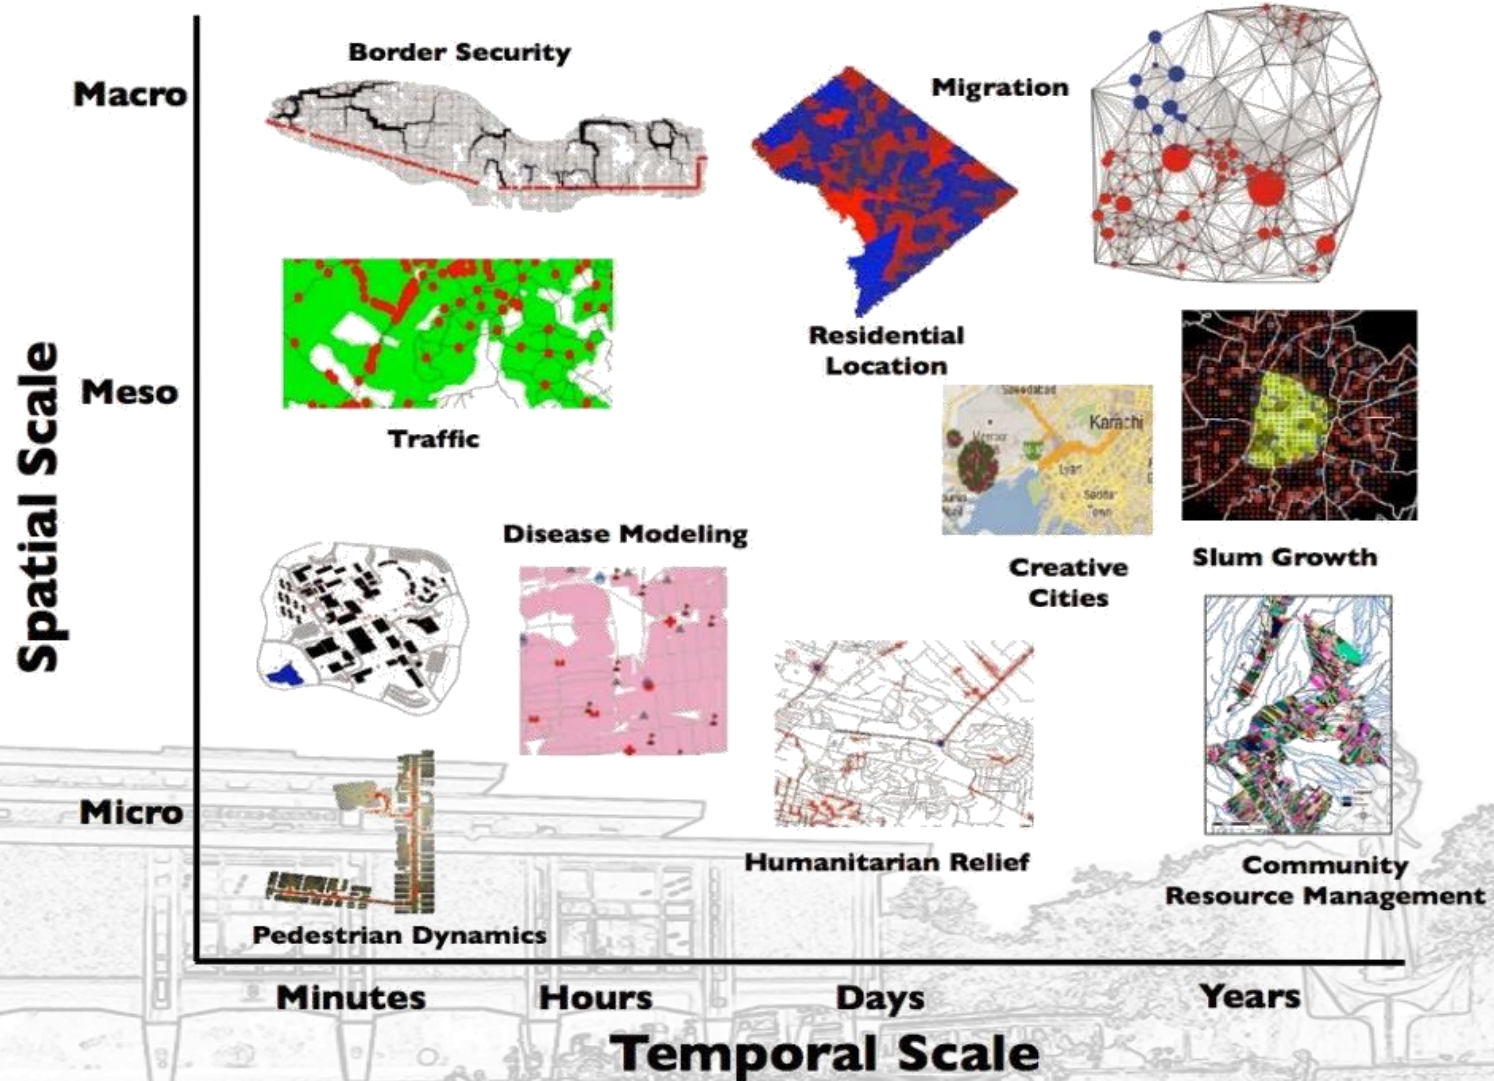 Border Security
Macro
Migration
Residential
Location
Meso
Karachi
Traffic
Lyari
Disease Modeling
Creative
Cities
Slum Growth
Spatial Scale
Micro
Humanitarian Relief
Community
Resource Management
Pedestrian Dynamics
Minutes
Hours
Days
Years
Temporal Scale